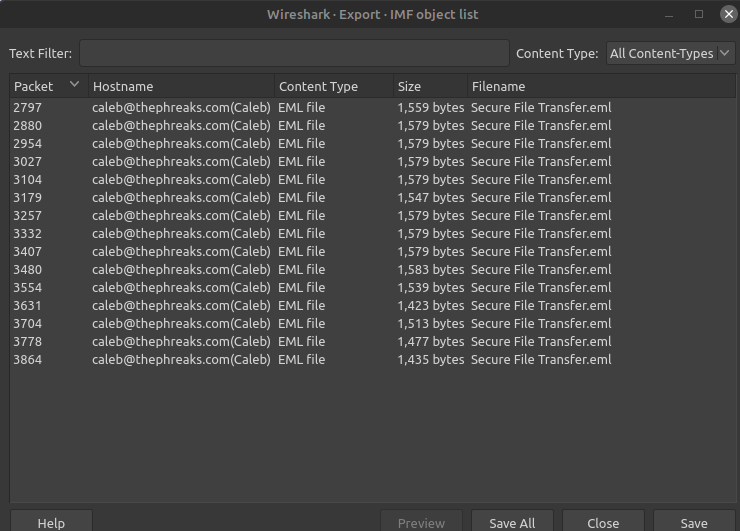 Wireshark · Export · IMF object list
Text Filter: Content Type: All Content-Types
Packet Hostname Content Type Size Filename
2797 caleb@thephreaks.com(Caleb) EML file 1,559 bytes Secure File Transfer.eml
2880 caleb@thephreaks.com(Caleb) EML file 1,579 bytes Secure File Transfer.eml
2954 caleb@thephreaks.com(Caleb) EML file 1,579 bytes Secure File Transfer.eml
3027 caleb@thephreaks.com(Caleb) EML file 1,579 bytes Secure File Transfer.eml
3104 caleb@thephreaks.com(Caleb) EML file 1,579 bytes Secure File Transfer.eml
3179 caleb@thephreaks.com(Caleb) EML file 1,547 bytes Secure File Transfer.eml
3257 caleb@thephreaks.com(Caleb) EML file 1,579 bytes Secure File Transfer.eml
3332 caleb@thephreaks.com(Caleb) EML file 1,579 bytes Secure File Transfer.eml
3407 caleb@thephreaks.com(Caleb) EML file 1,579 bytes Secure File Transfer.eml
3480 caleb@thephreaks.com(Caleb) EML file 1,583 bytes Secure File Transfer.eml
3554 caleb@thephreaks.com(Caleb) EML file 1,539 bytes Secure File Transfer.eml
3631 caleb@thephreaks.com(Caleb) EML file 1,423 bytes Secure File Transfer.eml
3704 caleb@thephreaks.com(Caleb) EML file 1,513 bytes Secure File Transfer.eml
3778 caleb@thephreaks.com(Caleb) EML file 1,477 bytes Secure File Transfer.eml
3864 caleb@thephreaks.com(Caleb) EML file 1,435 bytes Secure File Transfer.eml
Help Preview Save All Close Save